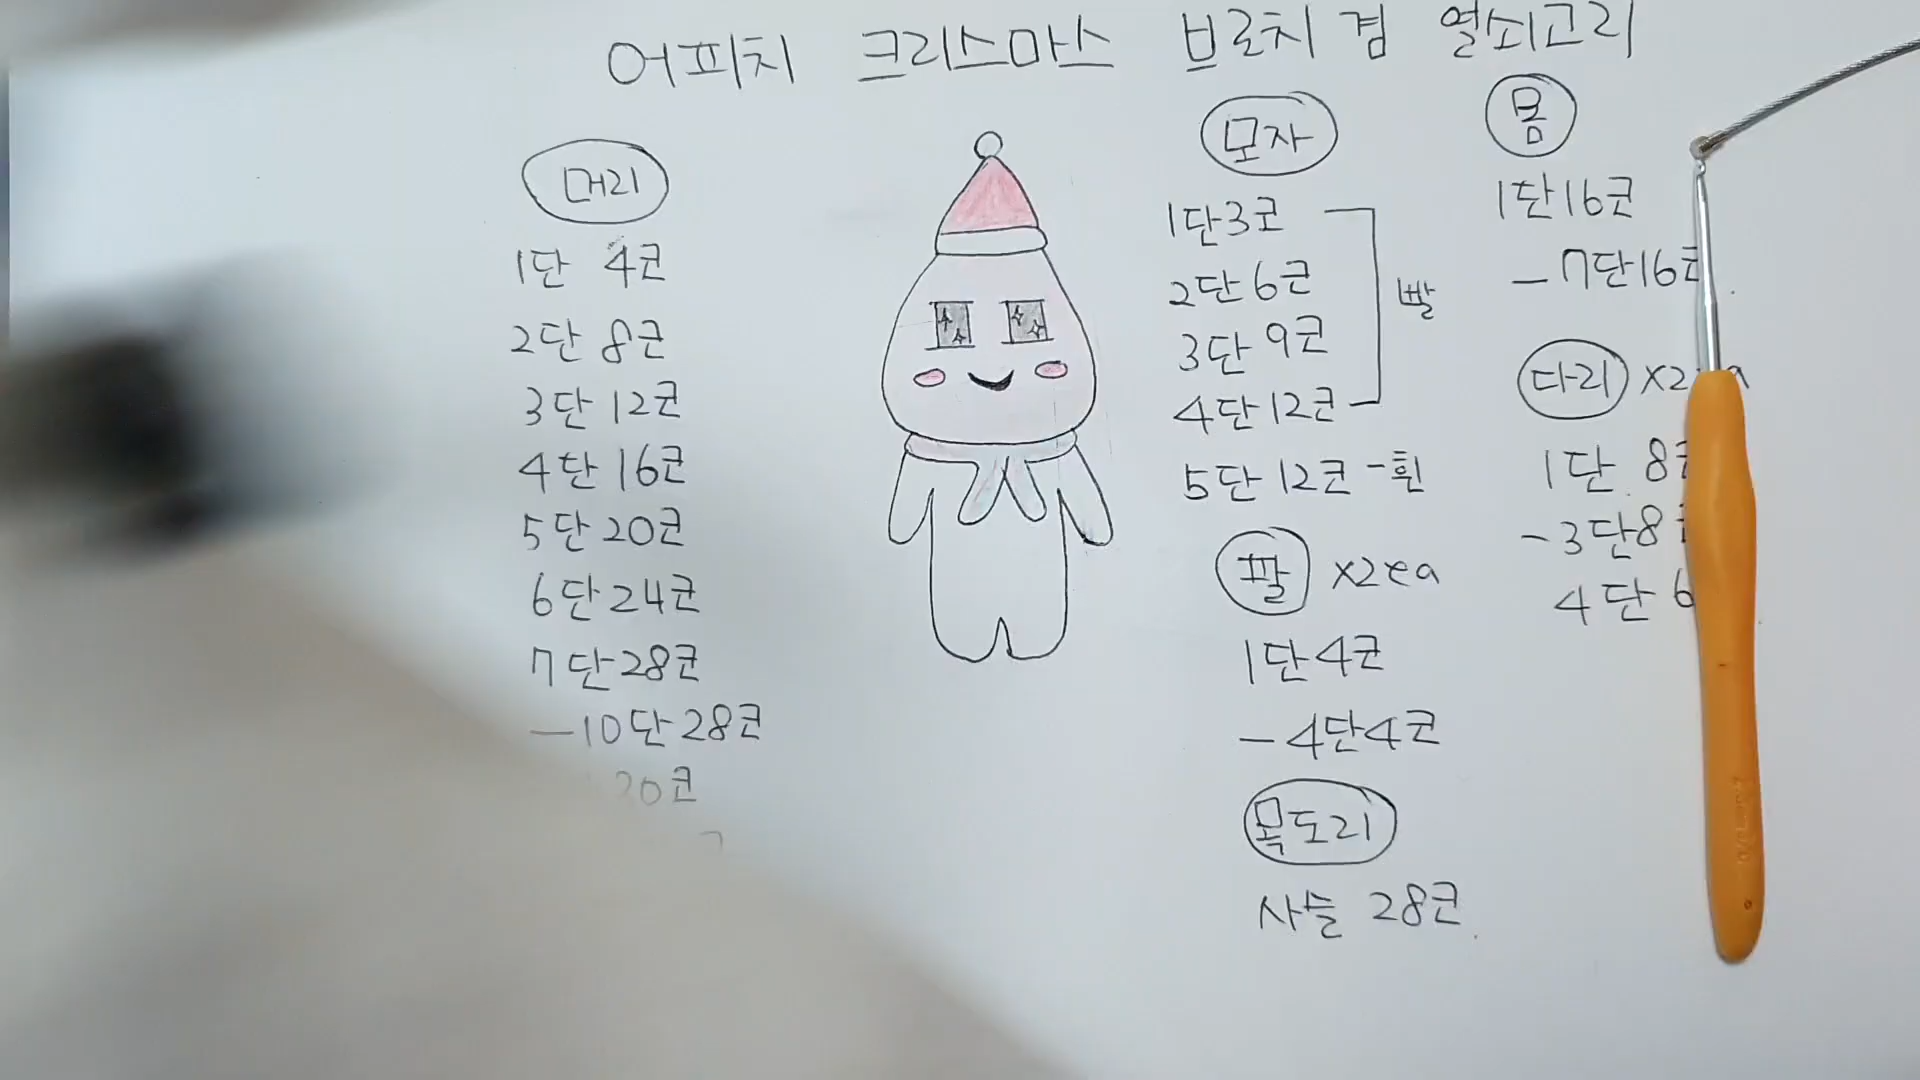 어피치 크리스마스 브로치 겸 열쇠고리
머리
1단 4코
2단 8코
3단 12코
4단 16코
5단 20코
6단 24코
7단 28코
-10단 28코
20코
모자
1단 3코
2단 6코
3단 9코
4단 12코
빨
5단 12코 - 흰
팔 x2ea
1단 4코
-4단 4코
목도리
사슬 28코
몸
1단 16코
-7단 16코
다리
1단 8
-3단 8
4단 6